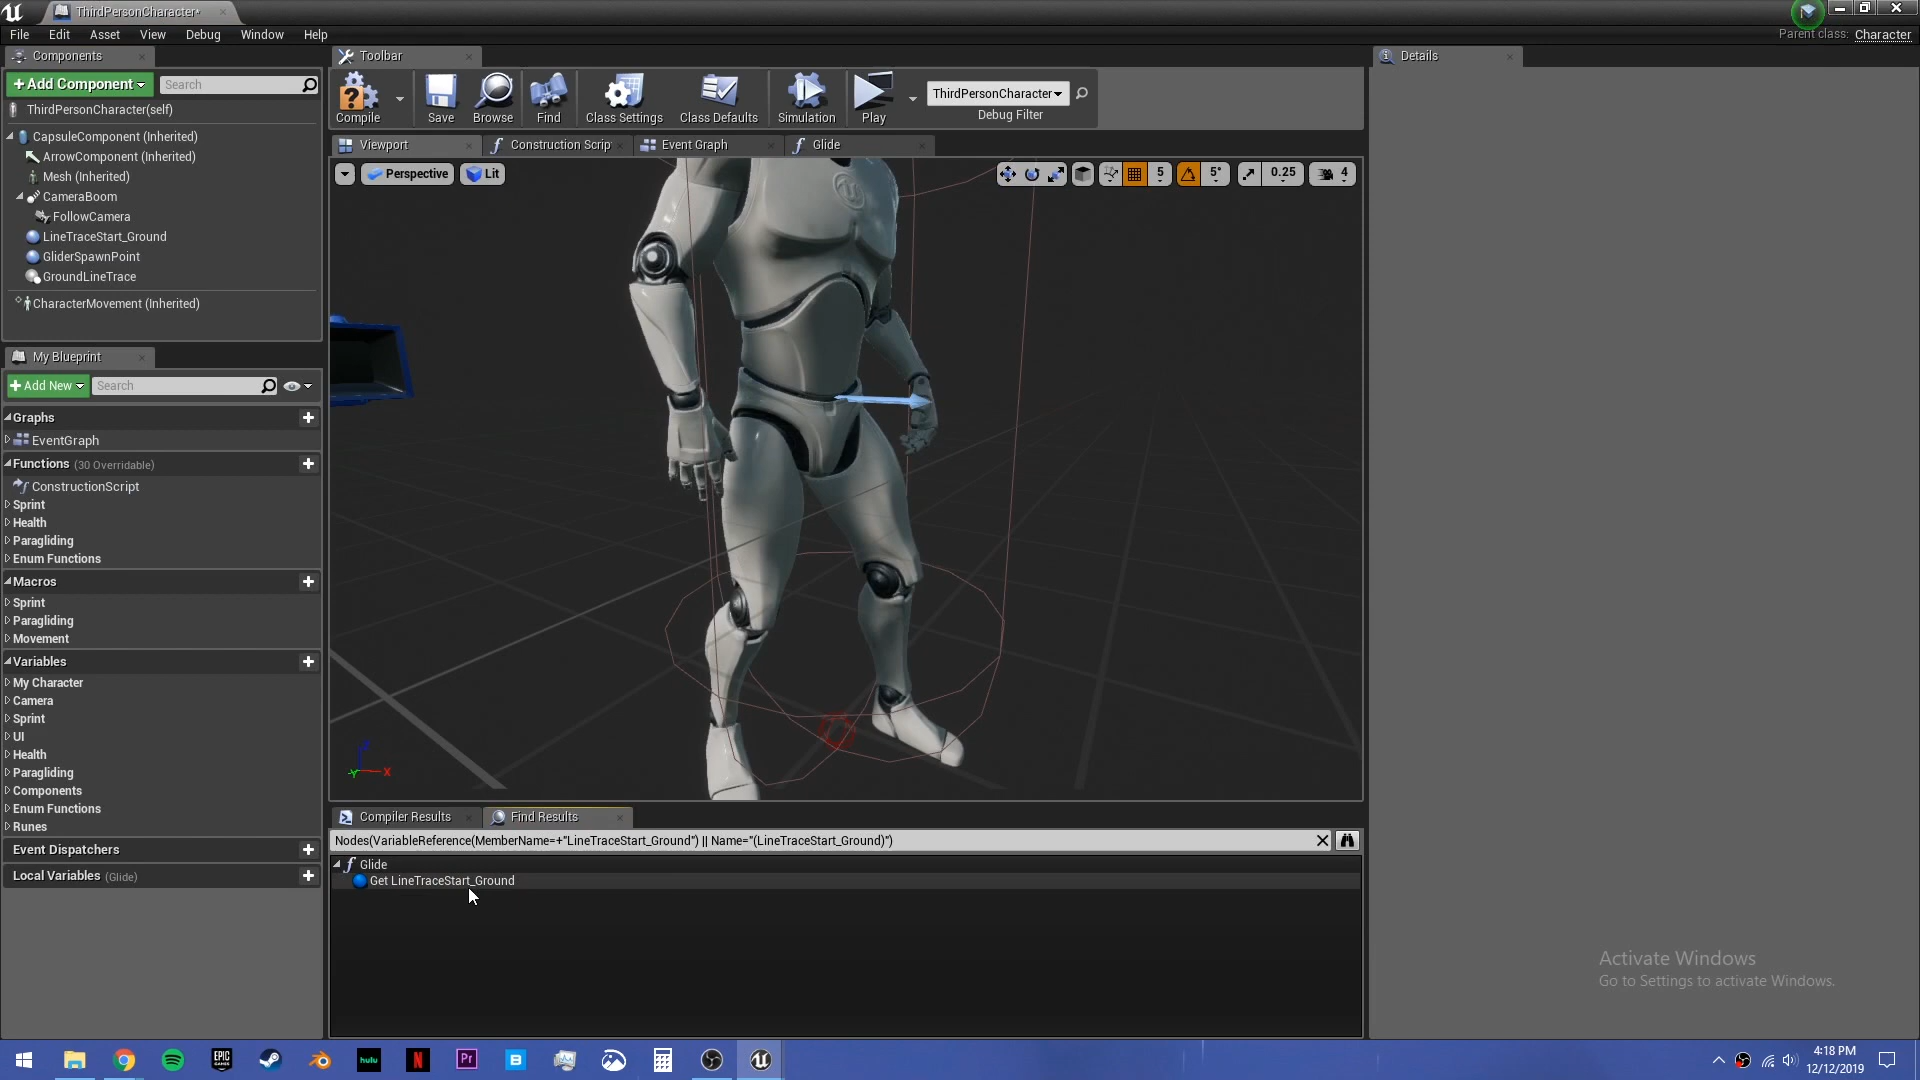 ThirdPersonCharacter*
File Edit Asset View Debug Window Help
Parent class: Character
Components
Toolbar
Details
+ Add Component
Search
ThirdPersonCharacter(self)
CapsuleComponent (Inherited)
ArrowComponent (Inherited)
Mesh (Inherited)
CameraBoom
FollowCamera
LineTraceStart_Ground
GliderSpawnPoint
GroundLineTrace
CharacterMovement (Inherited)
Compile
Save
Browse
Find
Class Settings
Class Defaults
Simulation
Play
ThirdPersonCharacter
Debug Filter
Viewport
Construction Scrip
Event Graph
Glide
Perspective
Lit
5
5°
0.25
4
My Blueprint
+ Add New
Search
Graphs
EventGraph
Functions (30 Overridable)
ConstructionScript
Sprint
Health
Paragliding
Enum Functions
Macros
Sprint
Paragliding
Movement
Variables
My Character
Camera
Sprint
UI
Health
Paragliding
Components
Enum Functions
Runes
Event Dispatchers
Local Variables (Glide)
X
Y
Compiler Results
Find Results
Nodes(VariableReference(MemberName=+"LineTraceStart_Ground") || Name="(LineTraceStart_Ground)")
Glide
Get LineTraceStart_Ground
Activate Windows
Go to Settings to activate Windows.
EPIC GAMES
hulu
N
Pr
B
4:18 PM
12/12/2019